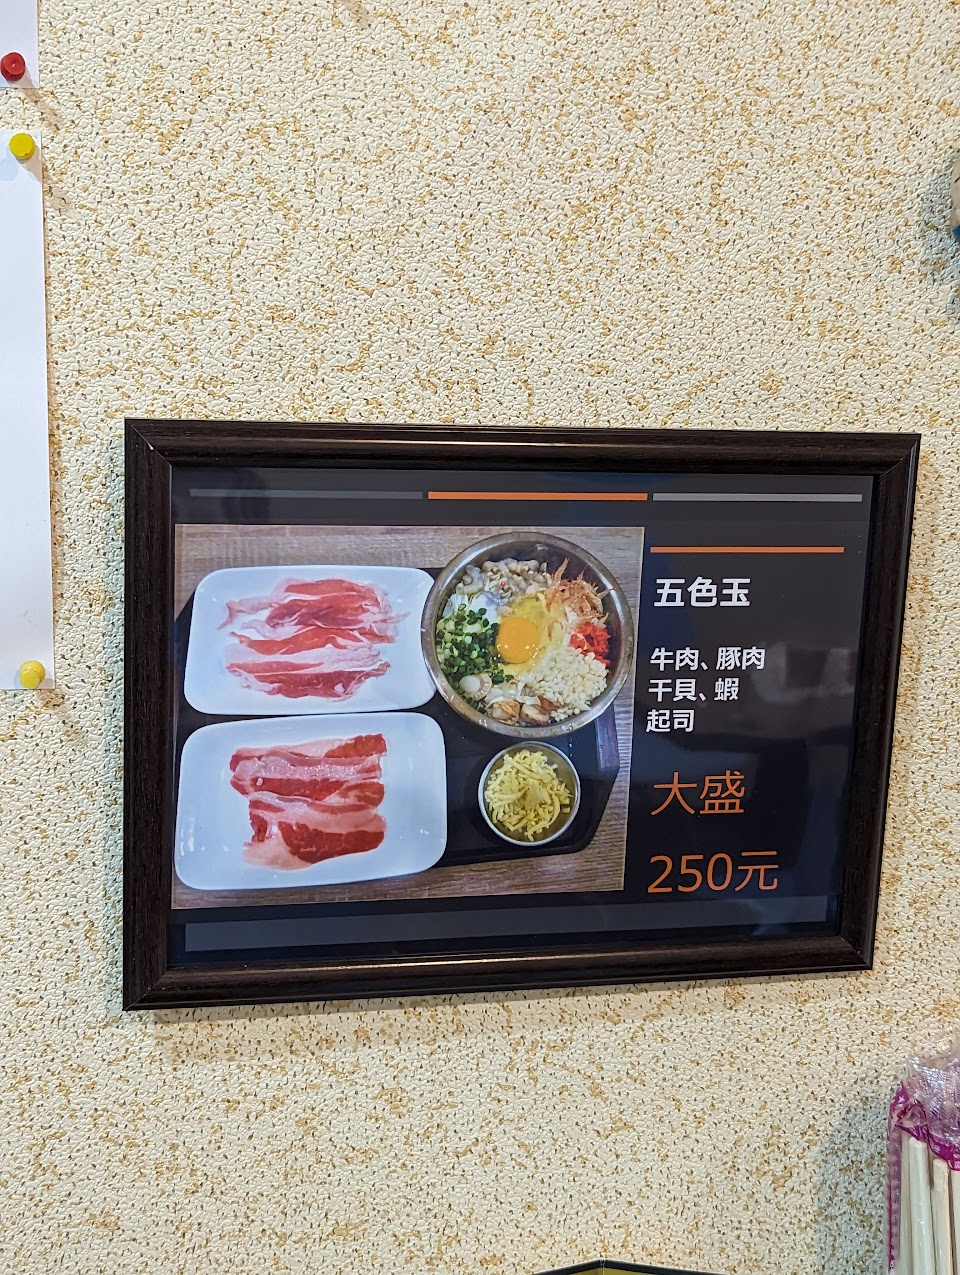 五色玉
牛肉、豚肉
干貝、蝦
起司
大盛
250元